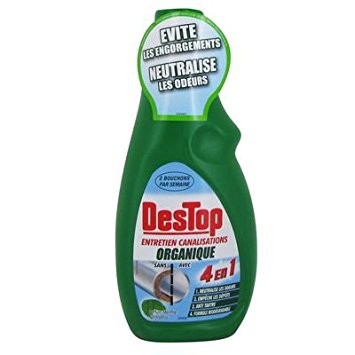 EVITE
LES ENGORGEMENTS
NEUTRALISE
LES ODEURS
2 BOUCHONS
PAR SEMAINE
DESTOP
ENTRETIEN CANALISATIONS
ORGANIQUE
SANS AVEC
4 EN 1
1. NEUTRALISE LES ODEURS
2. EMPÊCHE LES DÉPÔTS
3. ANTI TARTRE
4. FORMULE BIODÉGRADABLE